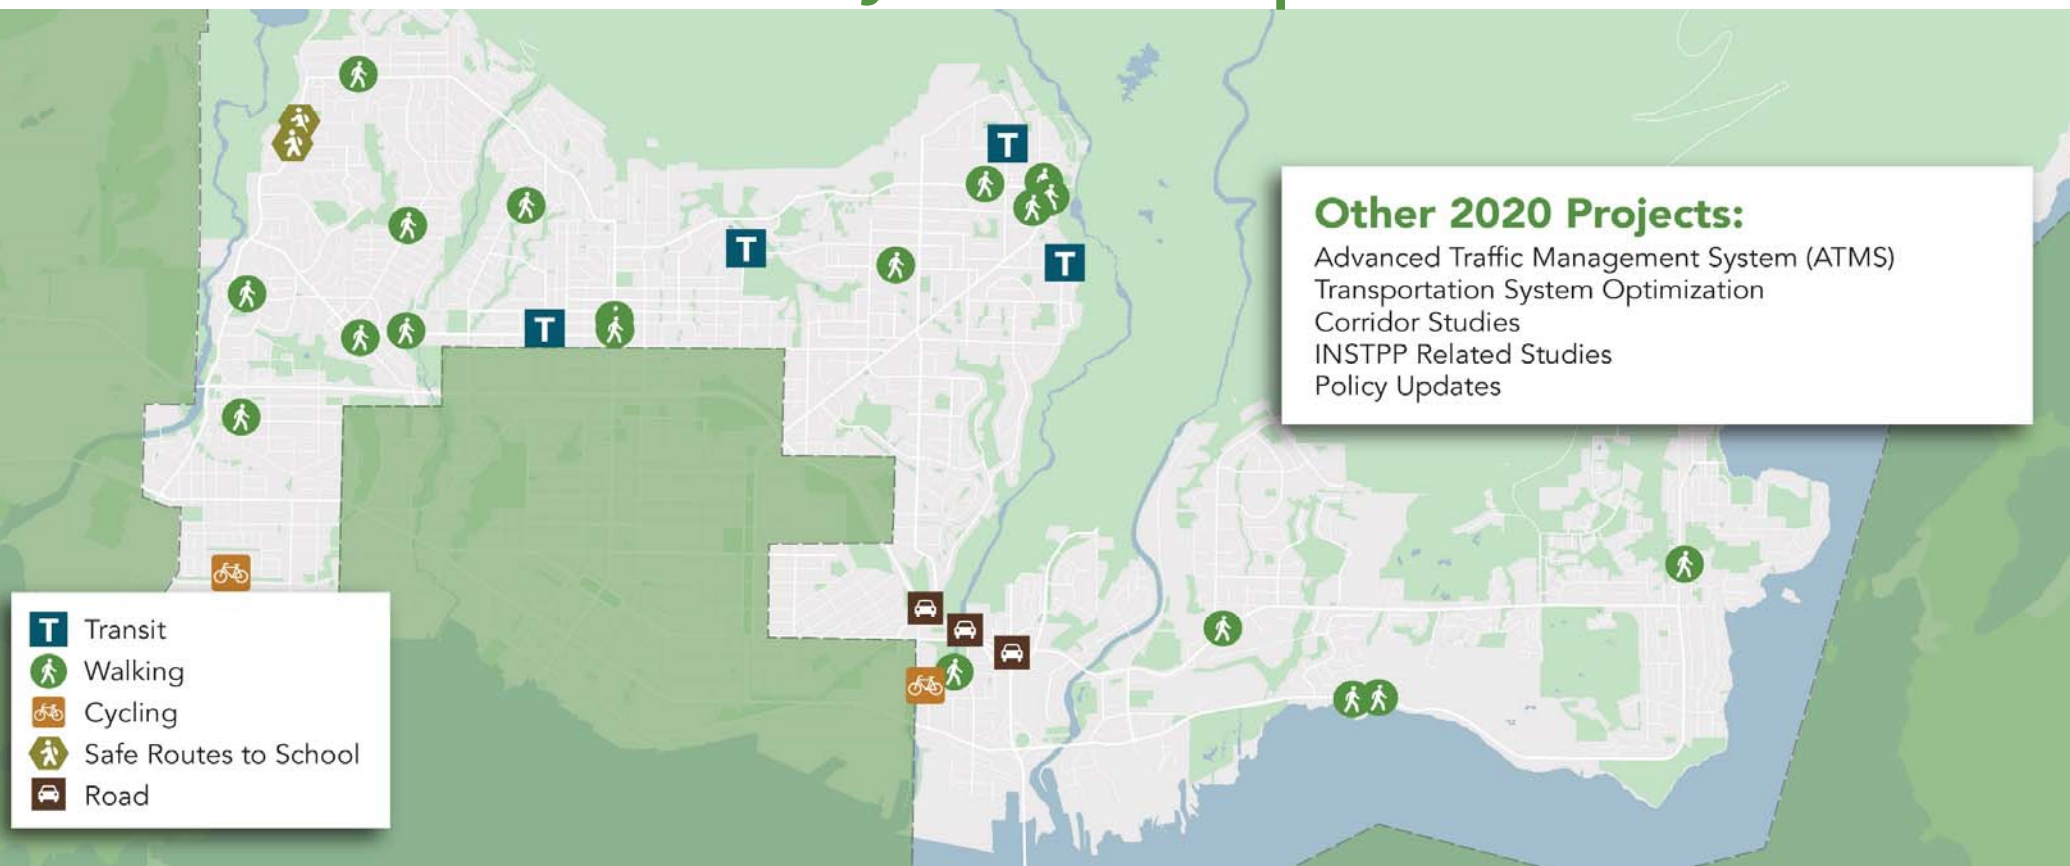 T
T
T
T
Other 2020 Projects:
Advanced Traffic Management System (ATMS)
Transportation System Optimization
Corridor Studies
INSTPP Related Studies
Policy Updates
T Transit
Walking
Cycling
Safe Routes to School
Road